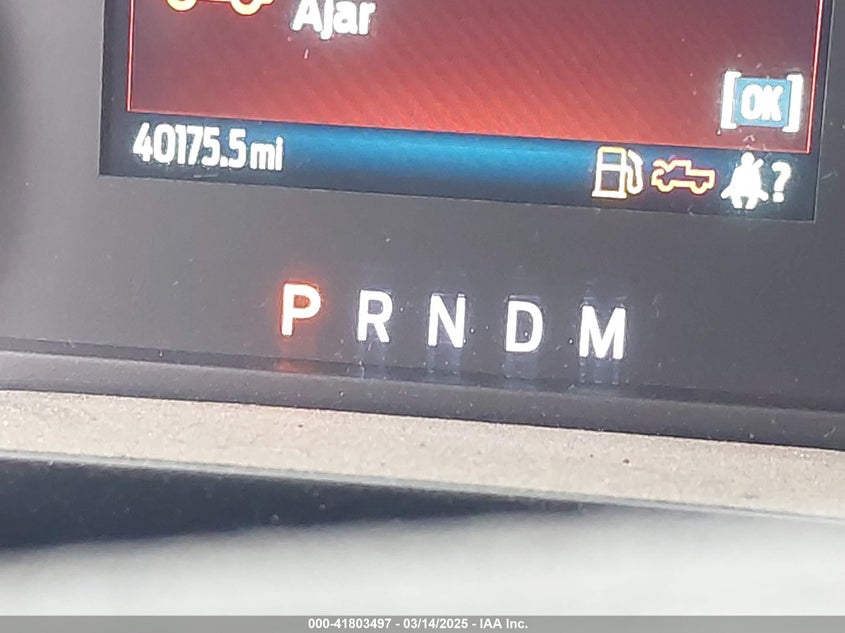 Ajar
[OK]
40175.5 mi
?
P R N D M
000-41803497 - 03/14/2025 - IAA Inc.